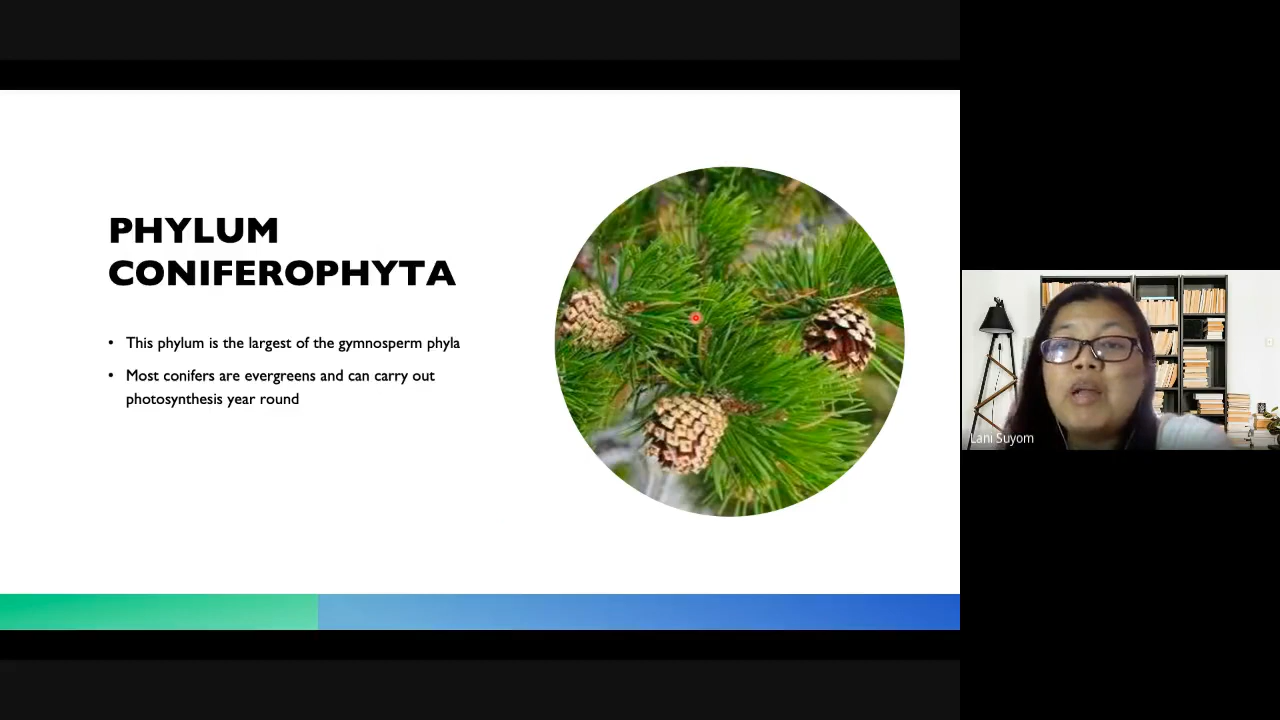 PHYLUM
CONIFEROPHYTA
• This phylum is the largest of the gymnosperm phyla
• Most conifers are evergreens and can carry out
photosynthesis year round
Lani Suyom